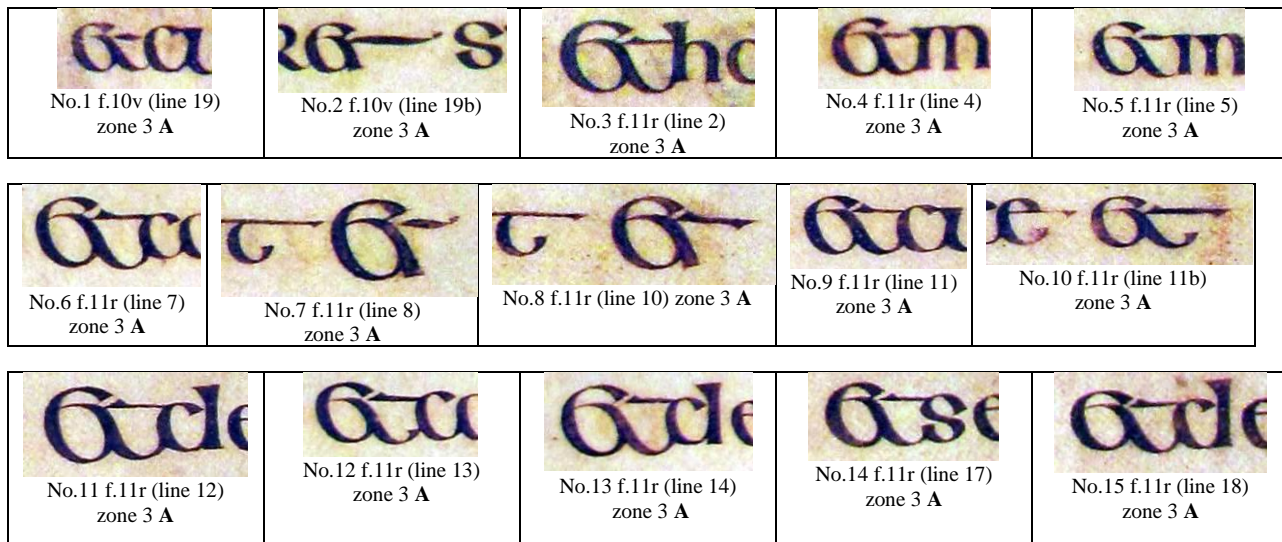 No.1 f.10v (line 19)
zone 3 A
No.2 f.10v (line 19b)
zone 3 A
No.3 f.11r (line 2)
zone 3 A
No.4 f.11r (line 4)
zone 3 A
No.5 f.11r (line 5)
zone 3 A
No.6 f.11r (line 7)
zone 3 A
No.7 f.11r (line 8)
zone 3 A
No.8 f.11r (line 10) zone 3 A
No.9 f.11r (line 11)
zone 3 A
No.10 f.11r (line 11b)
zone 3 A
No.11 f.11r (line 12)
zone 3 A
No.12 f.11r (line 13)
zone 3 A
No.13 f.11r (line 14)
zone 3 A
No.14 f.11r (line 17)
zone 3 A
No.15 f.11r (line 18)
zone 3 A